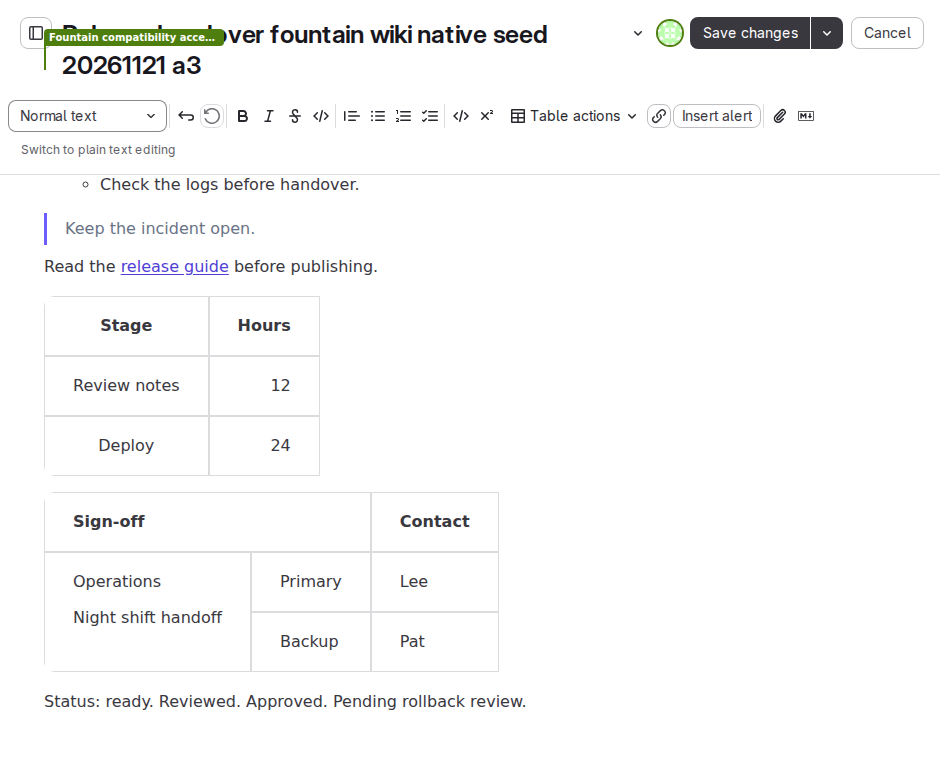 Fountain compatibility acce...
over fountain wiki native seed
20261121 a3
Save changes
Cancel
Normal text
Table actions
Insert alert
Switch to plain text editing
Check the logs before handover.
Keep the incident open.
Read the release guide before publishing.
Stage Hours
Review notes 12
Deploy 24
Sign-off Contact
Operations Primary Lee
Night shift handoff
Backup Pat
Status: ready. Reviewed. Approved. Pending rollback review.